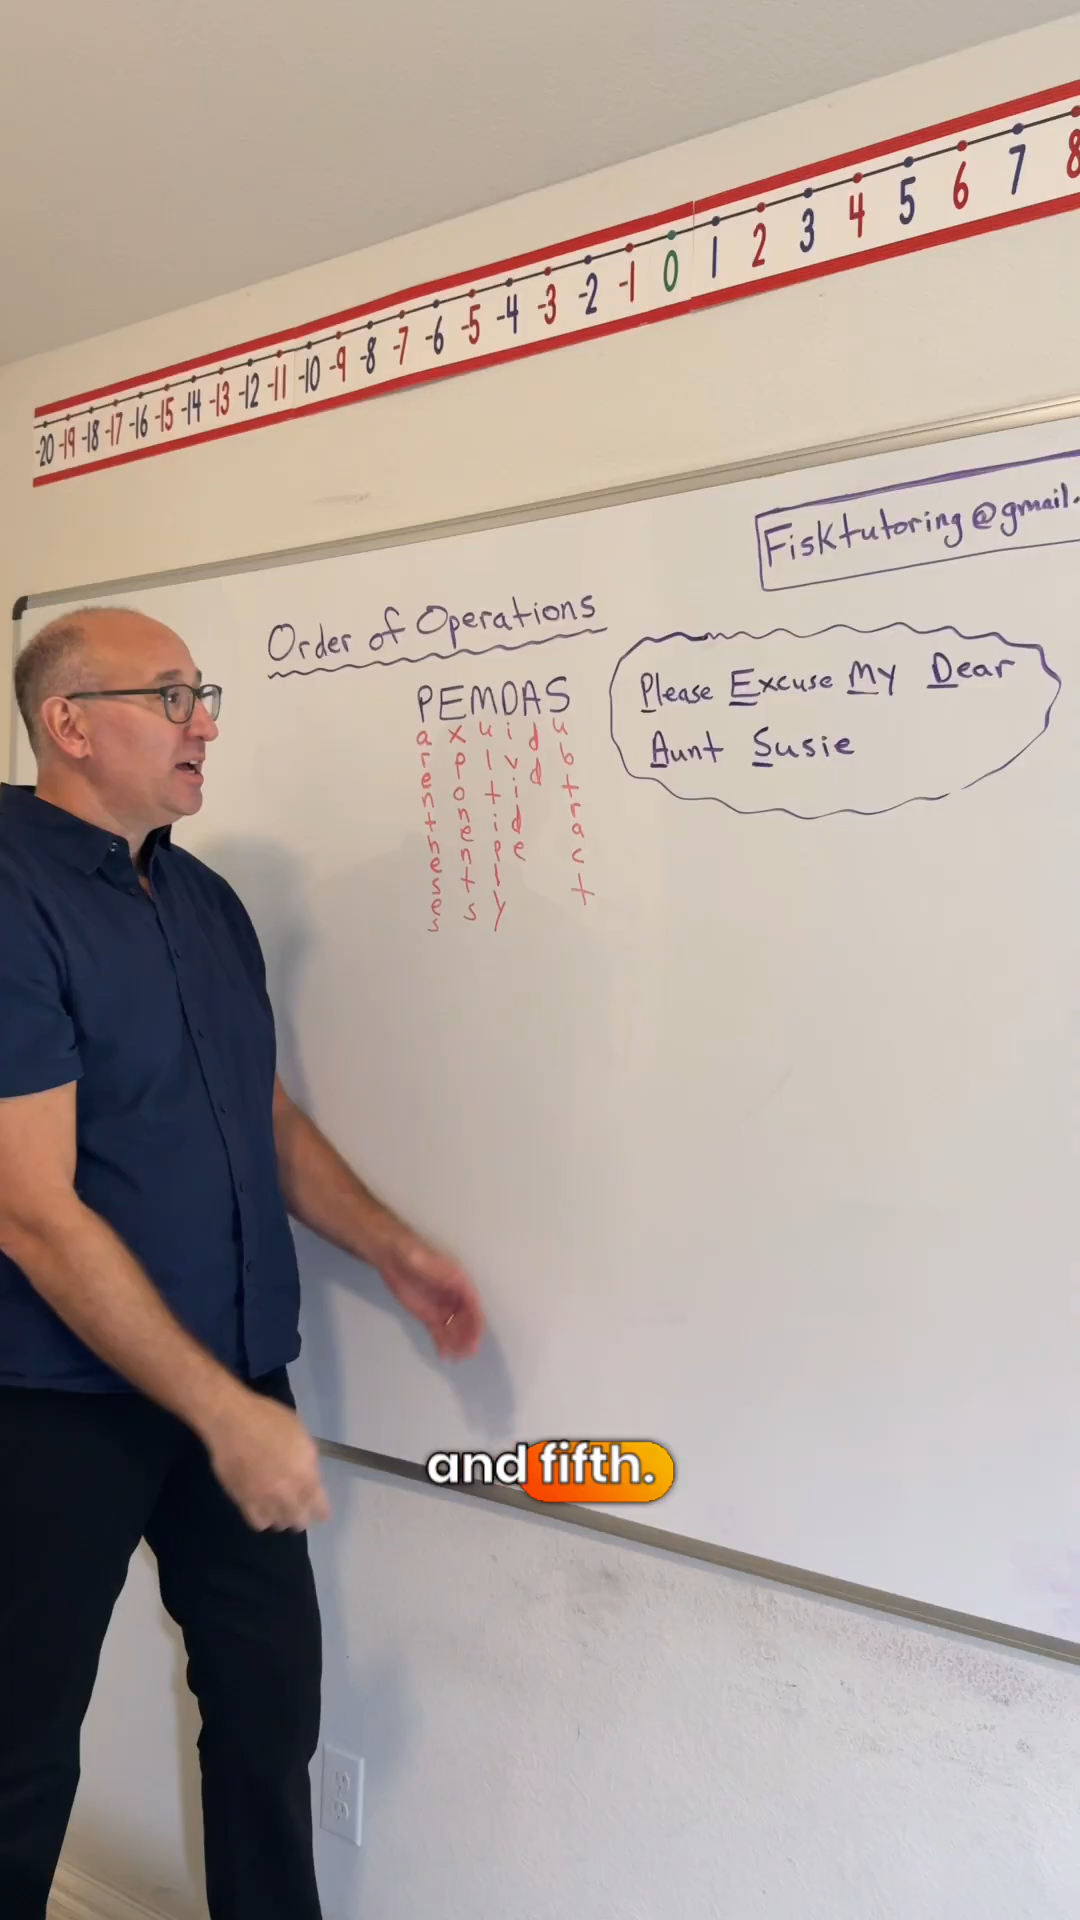 -20 -19 -18 -17 -16 -15 -14 -13 -12 -11 -10 -9 -8 -7 -6 -5 -4 -3 -2 -1 0 1 2 3 4 5 6 7 8
Fisktutoring@gmail.
Order of Operations
PEMDAS
arentheses
xponents
ultiply
ivide
dd
ubtract
Please Excuse My Dear
Aunt Susie
and fifth.